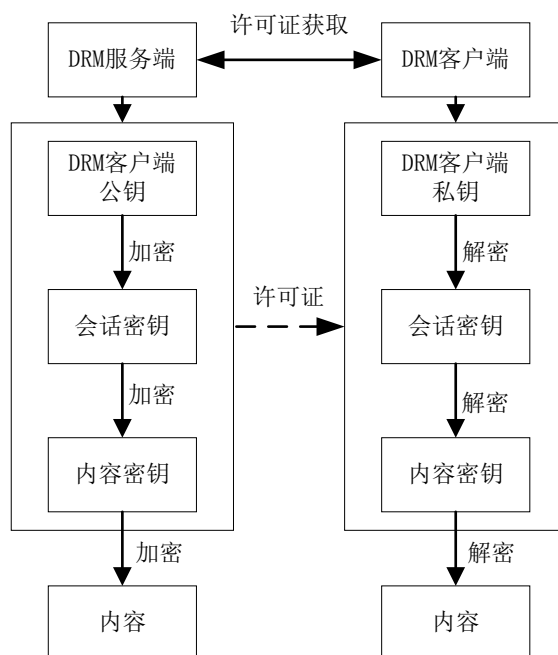 许可证获取
DRM服务端
DRM客户端
DRM客户端
公钥
DRM客户端
私钥
加密
解密
会话密钥
许可证
会话密钥
加密
解密
内容密钥
内容密钥
加密
解密
内容
内容